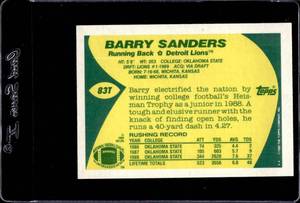 BARRY SANDERS
Running Back Detroit Lions™
HT: 5'8" WT: 203 COLLEGE: OKLAHOMA STATE
DRFT: LIONS #1-1989 ACQ: VIA DRAFT
BORN: 7-16-68, WICHITA, KANSAS
HOME: WICHITA, KANSAS
83T
Topps
Barry electrified the nation by
winning college football's Heis-
man Trophy as a junior in 1988. A
tough and elusive runner with the
knack of finding open holes, he
runs a 40-yard dash in 4.27.
RUSHING RECORD
YEAR COLLEGE ATT YDS AVG TDS
1986 OKLAHOMA STATE 74 325 4.4 2
1987 OKLAHOMA STATE 105 603 5.7 9
1988 OKLAHOMA STATE 344 2628 7.6 37
LIFETIME TOTALS 523 3556 6.8 48